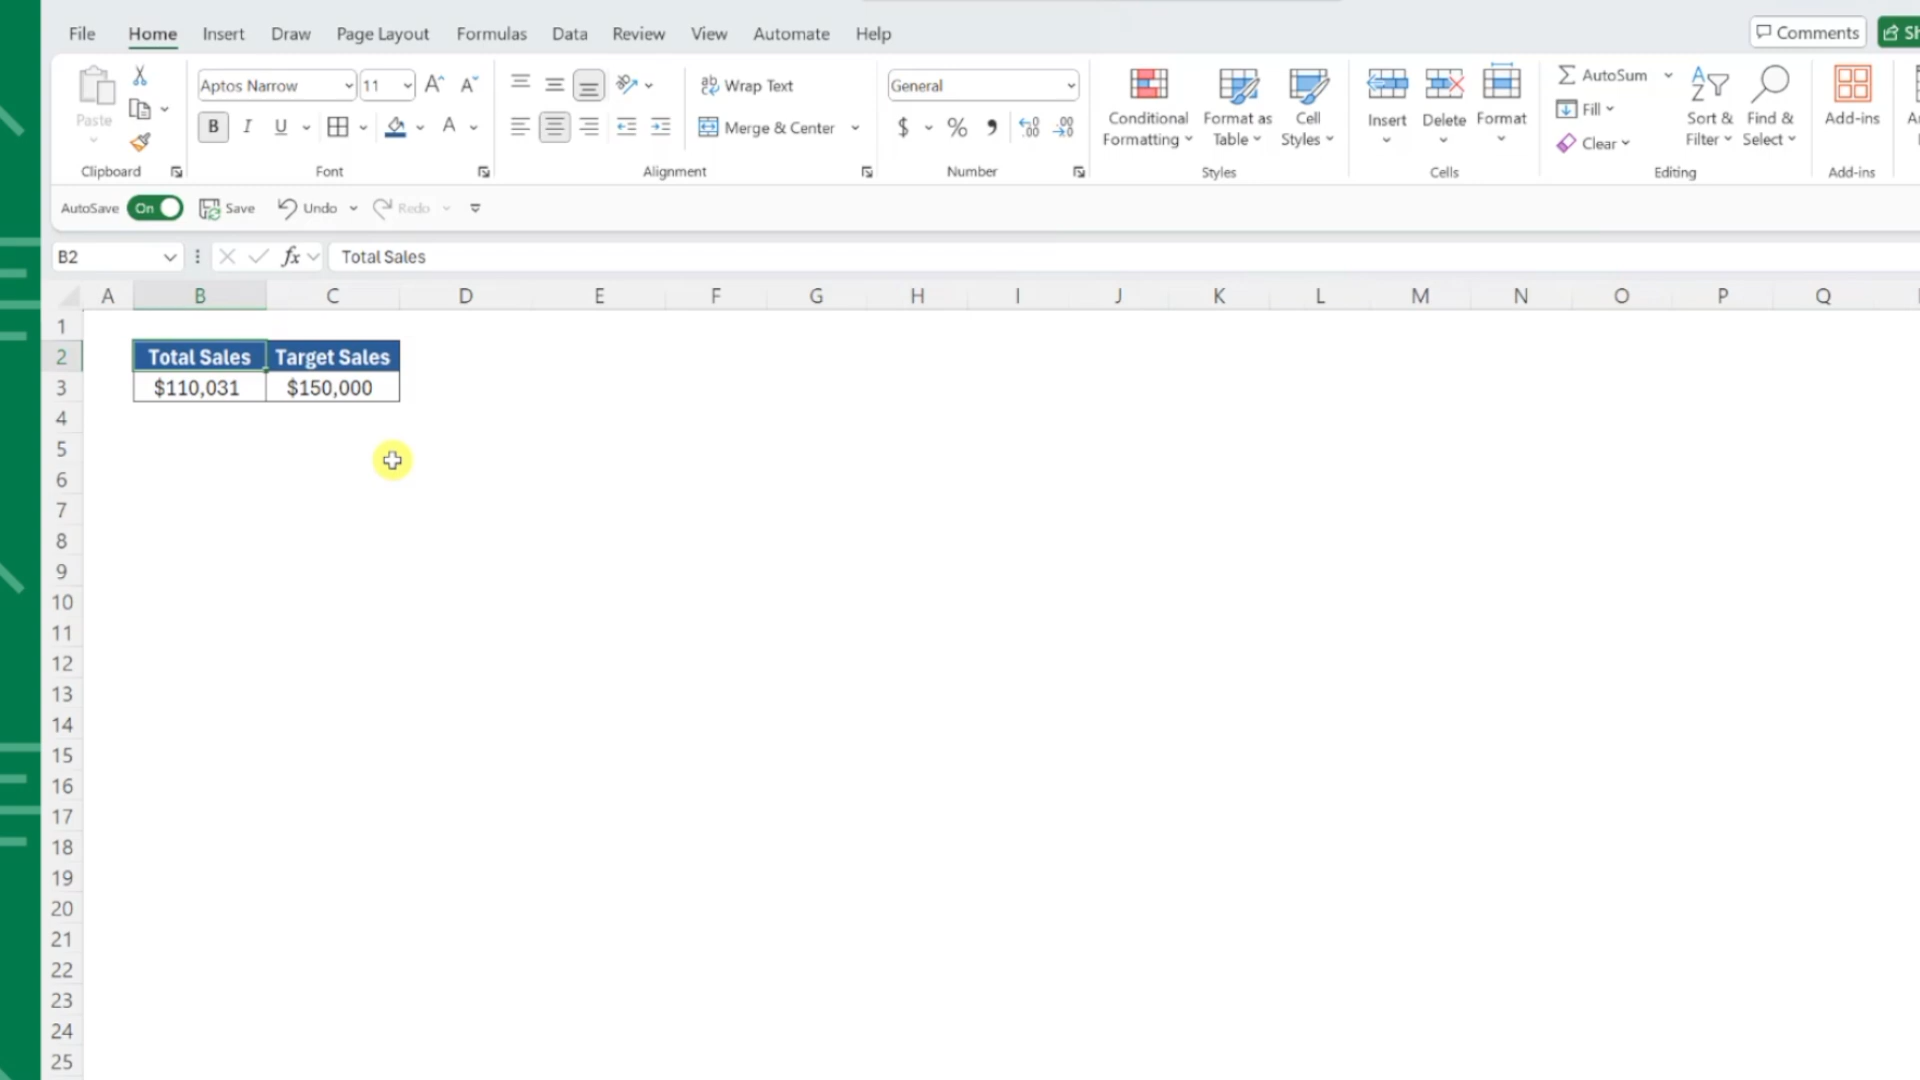 File Home Insert Draw Page Layout Formulas Data Review View Automate Help Comments
Aptos Narrow 11 A A Wrap Text General AutoSum
Paste B I U A Merge & Center $ % Conditional Formatting Format as Table Cell Styles Insert Delete Format Fill Clear Sort & Filter Find & Select Add-ins
Clipboard Font Alignment Number Styles Cells Editing Add-ins
AutoSave On Save Undo Redo
B2 fx Total Sales
A B C D E F G H I J K L M N O P Q
1
2 Total Sales Target Sales
3 $110,031 $150,000
4
5
6
7
8
9
10
11
12
13
14
15
16
17
18
19
20
21
22
23
24
25